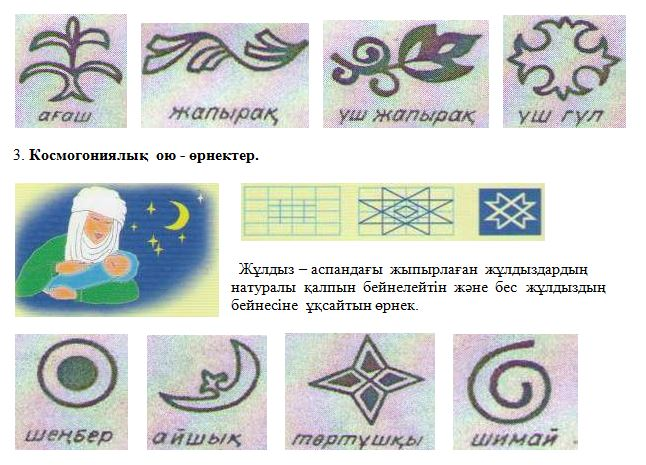 ағаш
жапырақ
үш жапырақ
үш гүл
3. Космогониялық ою - өрнектер.
Жұлдыз – аспандағы жыпырлаған жұлдыздардың
натуралы қалпын бейнелейтін және бес жұлдыздың
бейнесіне ұқсайтын өрнек.
шеңбер
айшық
төртұшқы
шимай